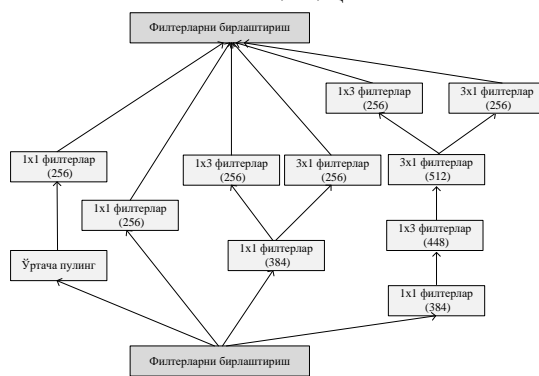 Филтерларни бирлаштириш
1x3 филтерлар
(256)
3x1 филтерлар
(256)
1x1 филтерлар
(256)
1x3 филтерлар
(256)
3x1 филтерлар
(256)
3x1 филтерлар
(512)
1x1 филтерлар
(256)
1x3 филтерлар
(448)
1x1 филтерлар
(384)
Ўртача пулинг
1x1 филтерлар
(384)
Филтерларни бирлаштириш